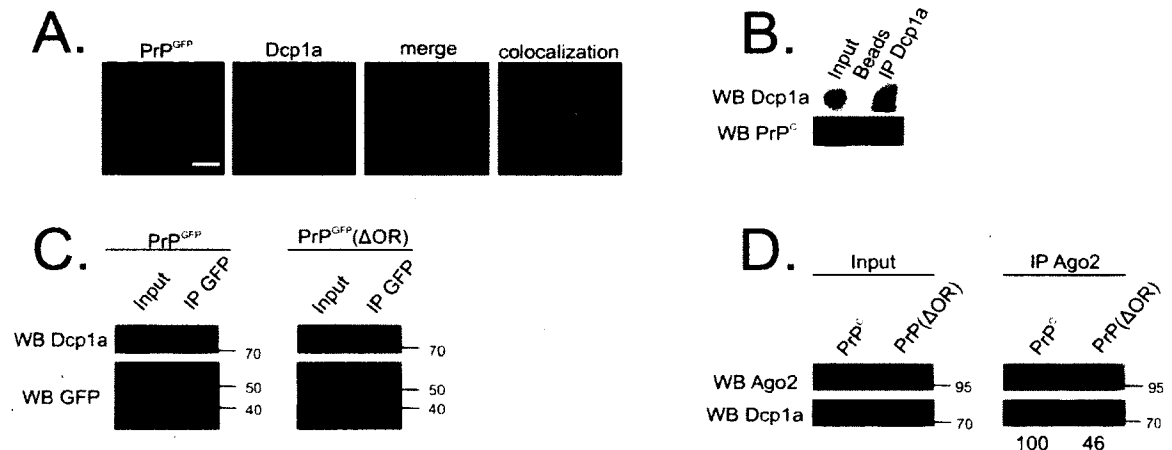 A.
PrP^GFP Dcp1a merge colocalization
B.
Input Beads IP Dcp1a
WB Dcp1a
WB PrP^C
C.
PrP^GFP PrP^GFP(ΔOR)
Input IP GFP Input IP GFP
WB Dcp1a 70 70
WB GFP 50 50
40 40
D.
Input IP Ago2
PrP^C PrP(ΔOR) PrP^C PrP(ΔOR)
WB Ago2 95 95
WB Dcp1a 70 70
100 46